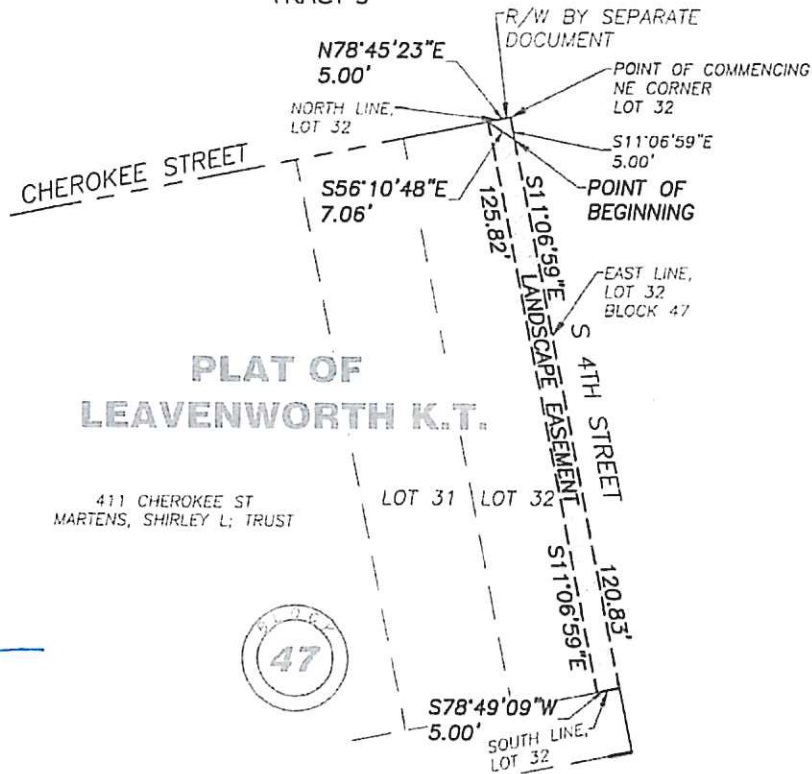 R/W BY SEPARATE
DOCUMENT
N78°45'23"E
5.00'
POINT OF COMMENCING
NE CORNER
LOT 32
NORTH LINE,
LOT 32
S11°06'59"E
5.00'
CHEROKEE STREET
S56°10'48"E
7.06'
POINT OF
BEGINNING
125.82'
S11°06'59"E
EAST LINE,
LOT 32
BLOCK 47
LANDSCAPE EASEMENT
S 4TH STREET
PLAT OF
LEAVENWORTH K.T.
411 CHEROKEE ST
MARTENS, SHIRLEY L; TRUST
LOT 31
LOT 32
S11°06'59"E
120.83'
BLOCK
47
S78°49'09"W
5.00'
SOUTH LINE,
LOT 32